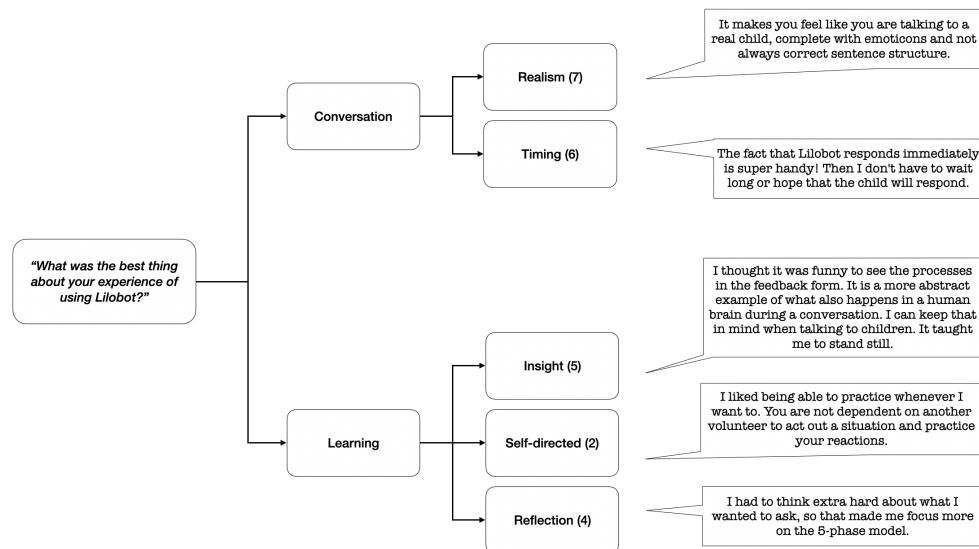 It makes you feel like you are talking to a
real child, complete with emoticons and not
always correct sentence structure.
Realism (7)
Conversation
Timing (6)
The fact that Lilobot responds immediately
is super handy! Then I don't have to wait
long or hope that the child will respond.
"What was the best thing
about your experience of
using Lilobot?"
I thought it was funny to see the processes
in the feedback form. It is a more abstract
example of what also happens in a human
brain during a conversation. I can keep that
in mind when talking to children. It taught
me to stand still.
Insight (5)
I liked being able to practice whenever I
want to. You are not dependent on another
volunteer to act out a situation and practice
your reactions.
Learning
Self-directed (2)
Reflection (4)
I had to think extra hard about what I
wanted to ask, so that made me focus more
on the 5-phase model.